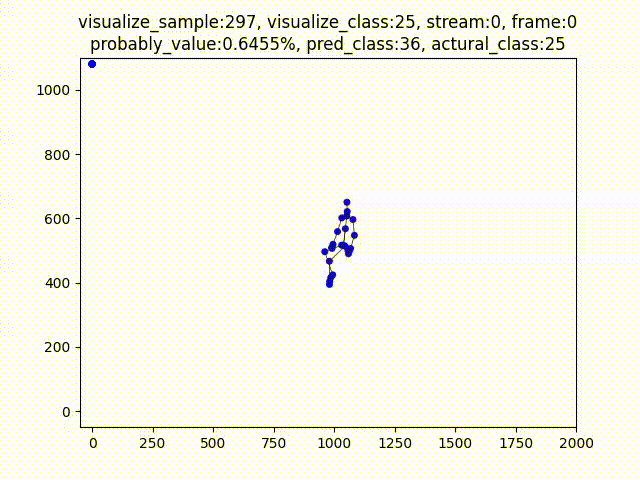 visualize_sample:297, visualize_class:25, stream:0, frame:0
probably_value:0.6455%, pred_class:36, actural_class:25
1000
800
600
400
200
0
0 250 500 750 1000 1250 1500 1750 2000